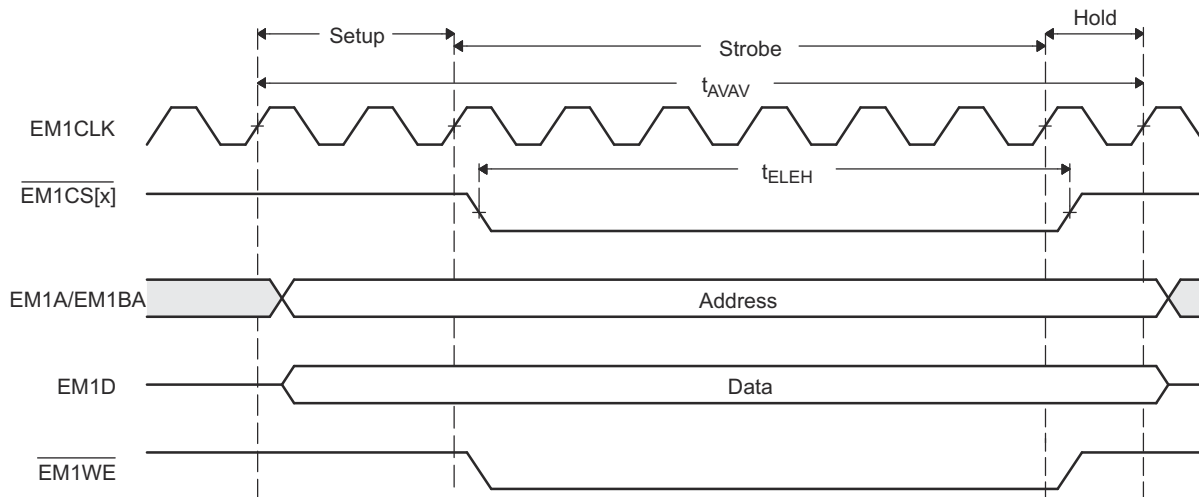 Setup
Strobe
Hold
tAVAV
EM1CLK
tELEH
EM1CS[x]
EM1A/EM1BA
Address
EM1D
Data
EM1WE